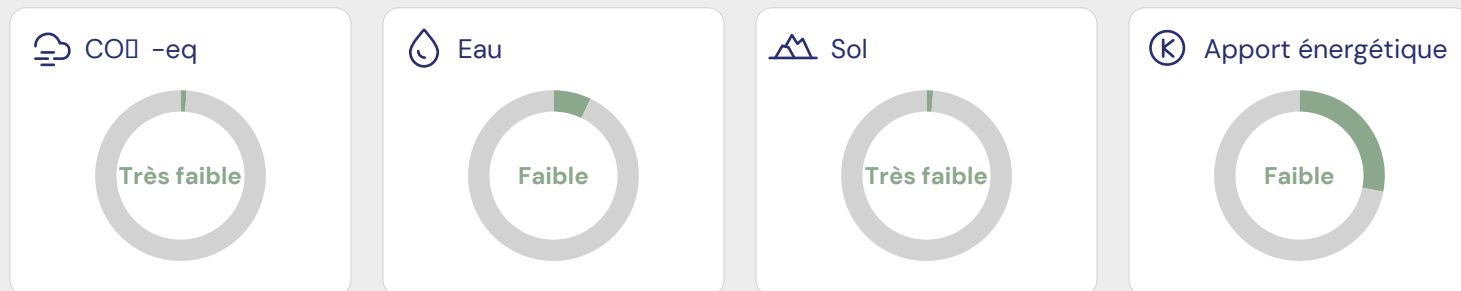 CO▯ -eq
Eau
Sol
Apport énergétique
Très faible
Faible
Très faible
Faible